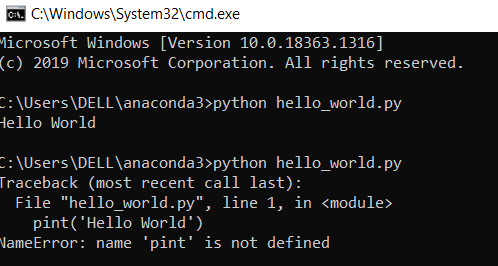 C:\Windows\System32\cmd.exe
Microsoft Windows [Version 10.0.18363.1316]
(c) 2019 Microsoft Corporation. All rights reserved.
C:\Users\DELL\anaconda3>python hello_world.py
Hello World
C:\Users\DELL\anaconda3>python hello_world.py
Traceback (most recent call last):
  File "hello_world.py", line 1, in <module>
    pint('Hello World')
NameError: name 'pint' is not defined